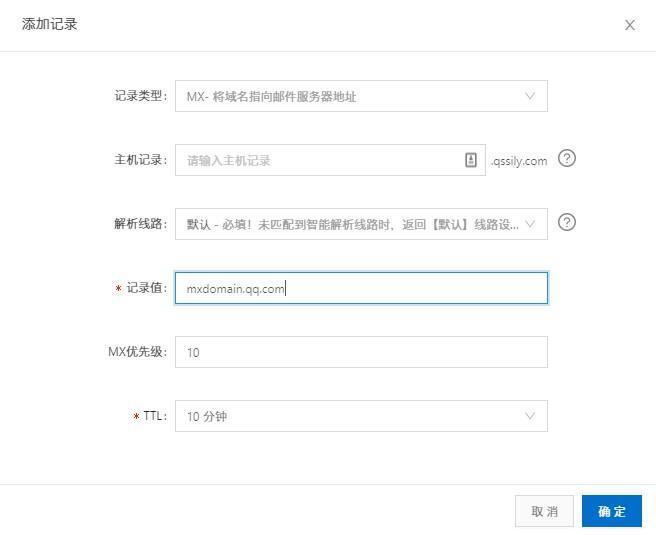 添加记录
记录类型: MX- 将域名指向邮件服务器地址
主机记录: 请输入主机记录 .qssily.com ?
解析线路: 默认 - 必填！未匹配到智能解析线路时，返回【默认】线路设... ?
* 记录值: mxdomain.qq.com
MX优先级: 10
* TTL: 10 分钟
取消 确定